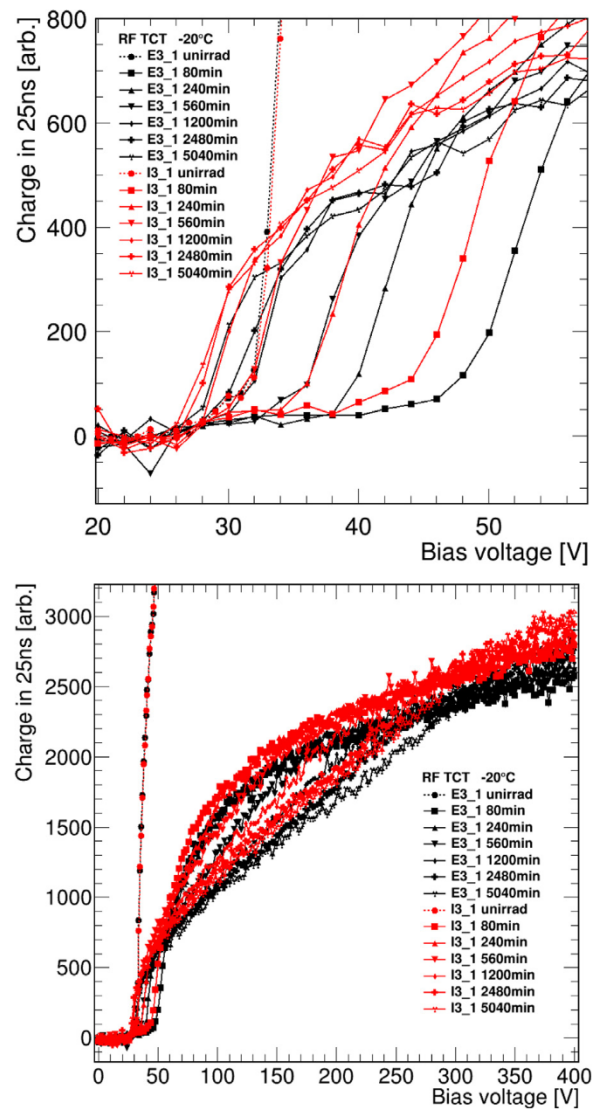 Charge in 25ns [arb.]
800
600
400
200
0
RF TCT -20°C
E3_1 unirrad
E3_1 80min
E3_1 240min
E3_1 560min
E3_1 1200min
E3_1 2480min
E3_1 5040min
I3_1 unirrad
I3_1 80min
I3_1 240min
I3_1 560min
I3_1 1200min
I3_1 2480min
I3_1 5040min
20 30 40 50
Bias voltage [V]
Charge in 25ns [arb.]
3000
2500
2000
1500
1000
500
0
RF TCT -20°C
E3_1 unirrad
E3_1 80min
E3_1 240min
E3_1 560min
E3_1 1200min
E3_1 2480min
E3_1 5040min
I3_1 unirrad
I3_1 80min
I3_1 240min
I3_1 560min
I3_1 1200min
I3_1 2480min
I3_1 5040min
0 50 100 150 200 250 300 350 400
Bias voltage [V]